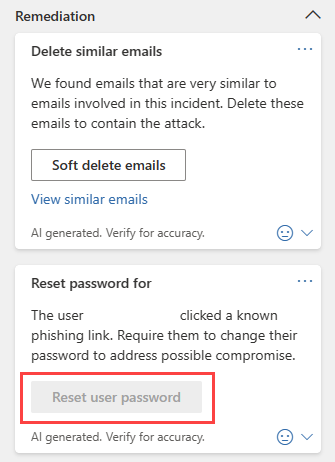 Remediation
Delete similar emails
We found emails that are very similar to
emails involved in this incident. Delete these
emails to contain the attack.
Soft delete emails
View similar emails
AI generated. Verify for accuracy.
Reset password for
The user clicked a known
phishing link. Require them to change their
password to address possible compromise.
Reset user password
AI generated. Verify for accuracy.